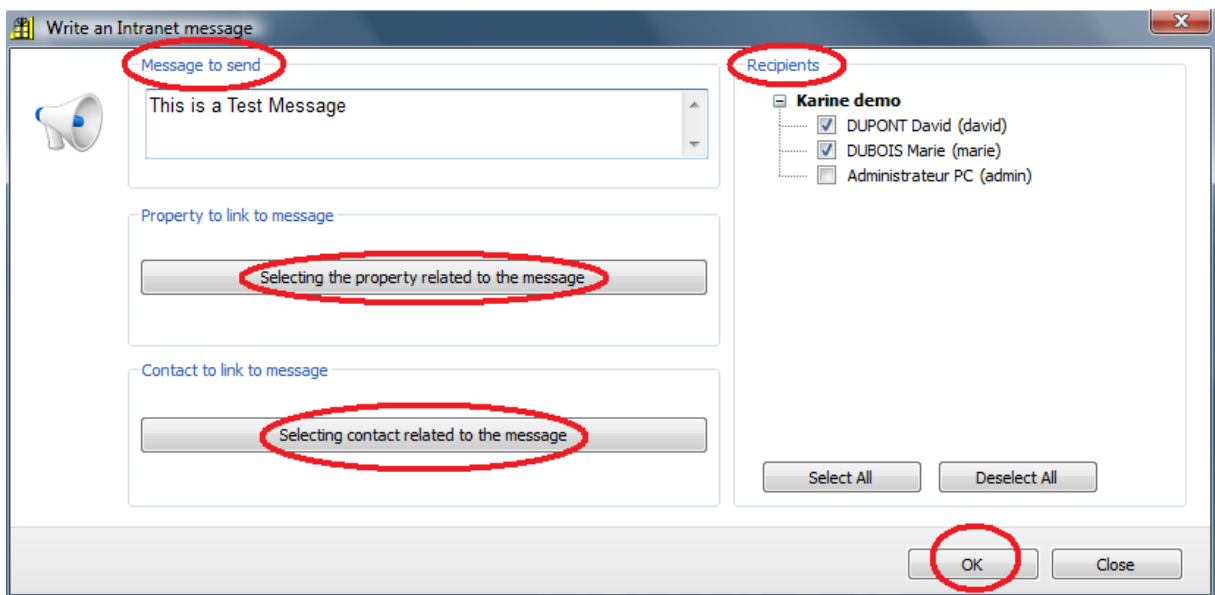 Write an Intranet message
Message to send
This is a Test Message
Property to link to message
Selecting the property related to the message
Contact to link to message
Selecting contact related to the message
Recipients
Karine demo
DUPONT David (david)
DUBOIS Marie (marie)
Administrateur PC (admin)
Select All
Deselect All
OK
Close